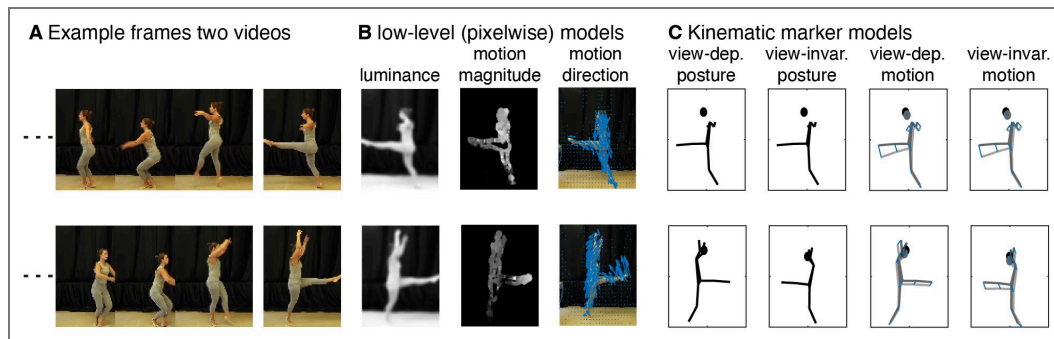 A Example frames two videos
B low-level (pixelwise) models
luminance
motion
magnitude
motion
direction
C Kinematic marker models
view-dep.
posture
view-invar.
posture
view-dep.
motion
view-invar.
motion